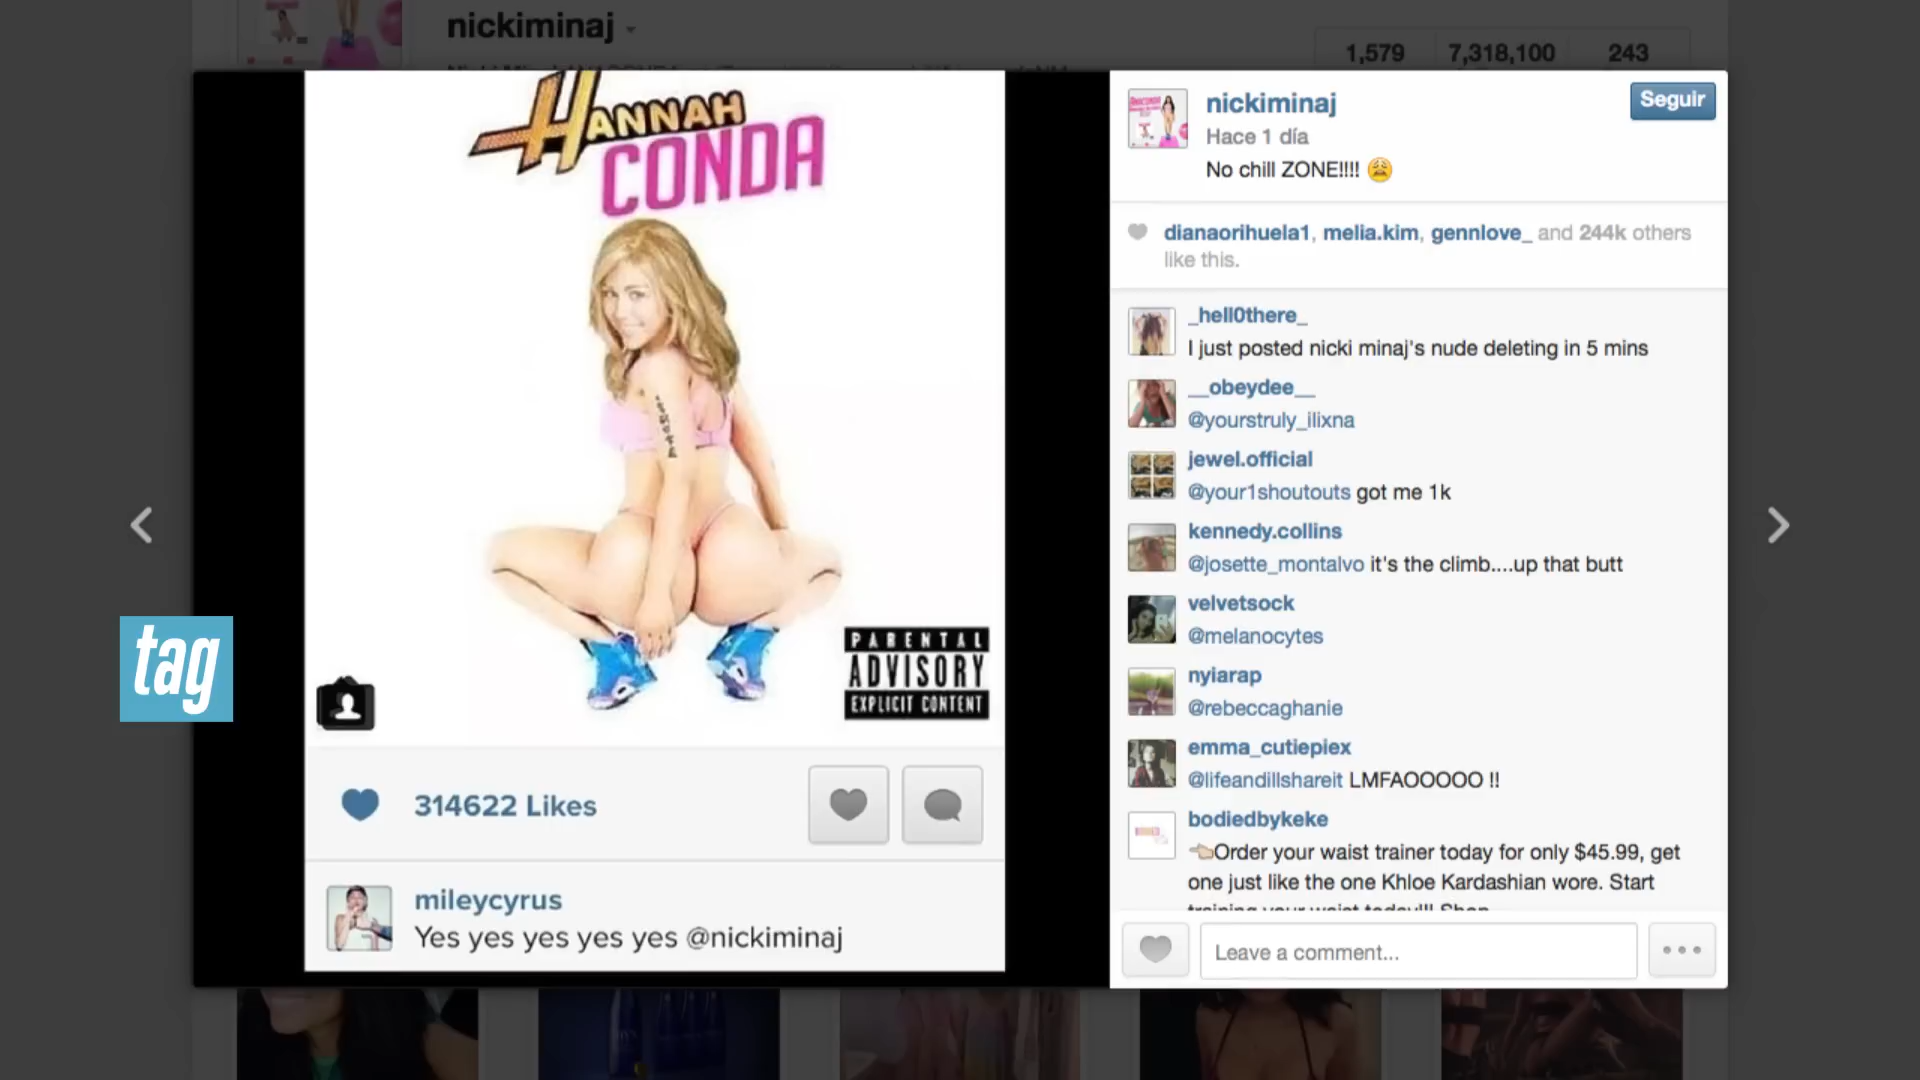 nickiminaj
1,579 7,318,100 243
HANNAH
CONDA
PARENTAL
ADVISORY
EXPLICIT CONTENT
tag
314622 Likes
mileycyrus
Yes yes yes yes yes @nickiminaj
nickiminaj
Seguir
Hace 1 día
No chill ZONE!!!! 😩
dianaorihuela1, melia.kim, gennlove_ and 244k others
like this.
_hell0there_
I just posted nicki minaj's nude deleting in 5 mins
__obeydee__
@yourstruly_ilixna
jewel.official
@your1shoutouts got me 1k
kennedy.collins
@josette_montalvo it's the climb....up that butt
velvetsock
@melanocytes
nyiarap
@rebeccaghanie
emma_cutiepiex
@lifeandillshareit LMFAOOOOO !!
bodiedbykeke
👈Order your waist trainer today for only $45.99, get
one just like the one Khloe Kardashian wore. Start
training your waist today!!! Shop
Leave a comment...